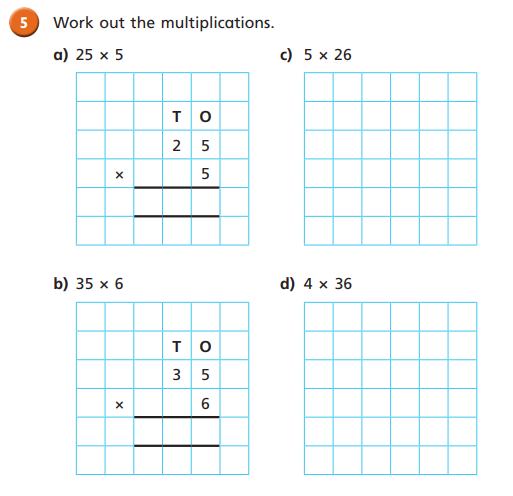 5 Work out the multiplications.
a) 25 × 5
T O
2 5
× 5
b) 35 × 6
T O
3 5
× 6
c) 5 × 26
d) 4 × 36